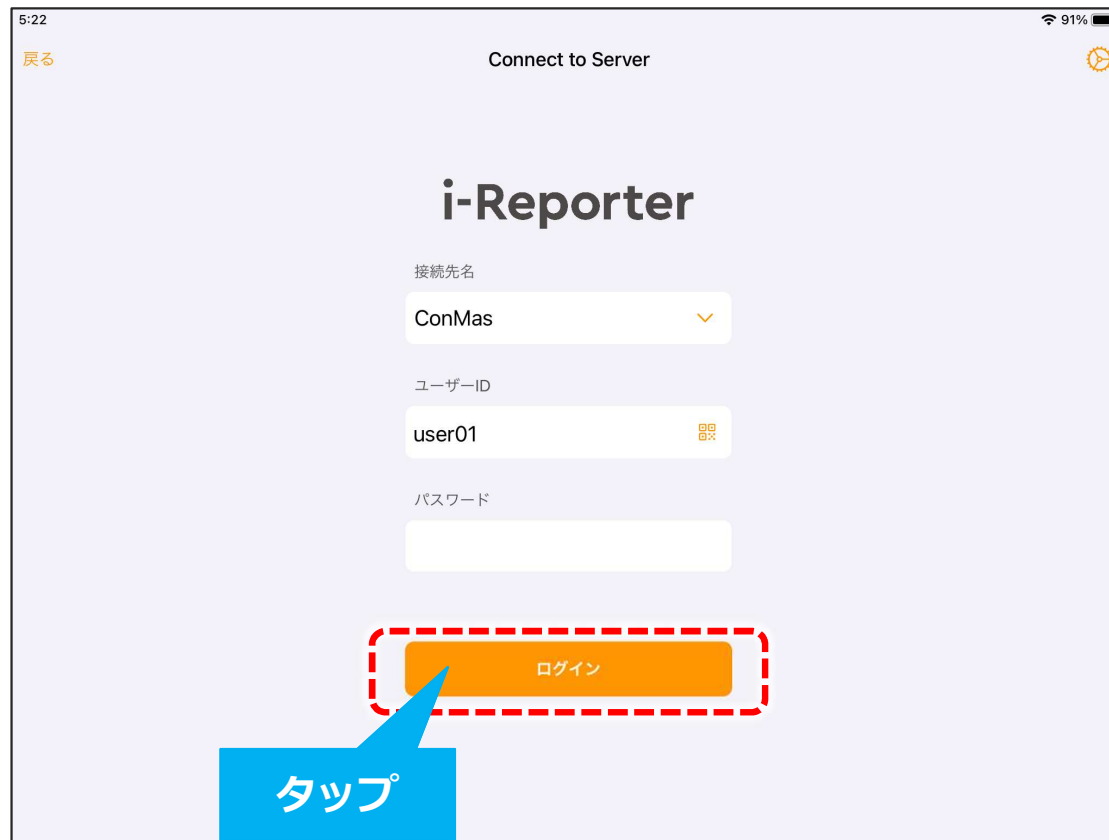 5:22
91%
戻る
Connect to Server
i-Reporter
接続先名
ConMas
ユーザーID
user01
パスワード
ログイン
タップ